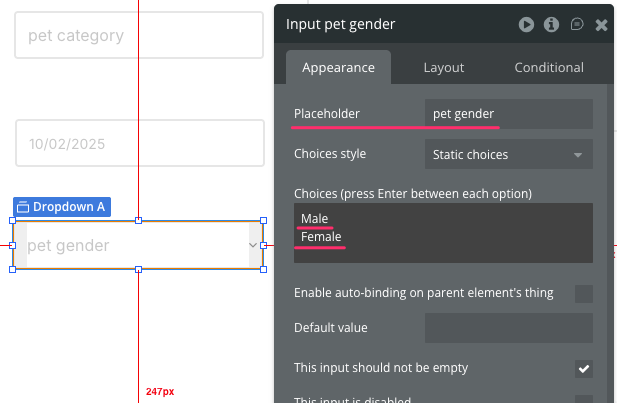 pet category
10/02/2025
Dropdown A
pet gender
247px
Input pet gender
Appearance
Layout
Conditional
Placeholder
pet gender
Choices style
Static choices
Choices (press Enter between each option)
Male
Female
Enable auto-binding on parent element's thing
Default value
This input should not be empty
This input is disabled